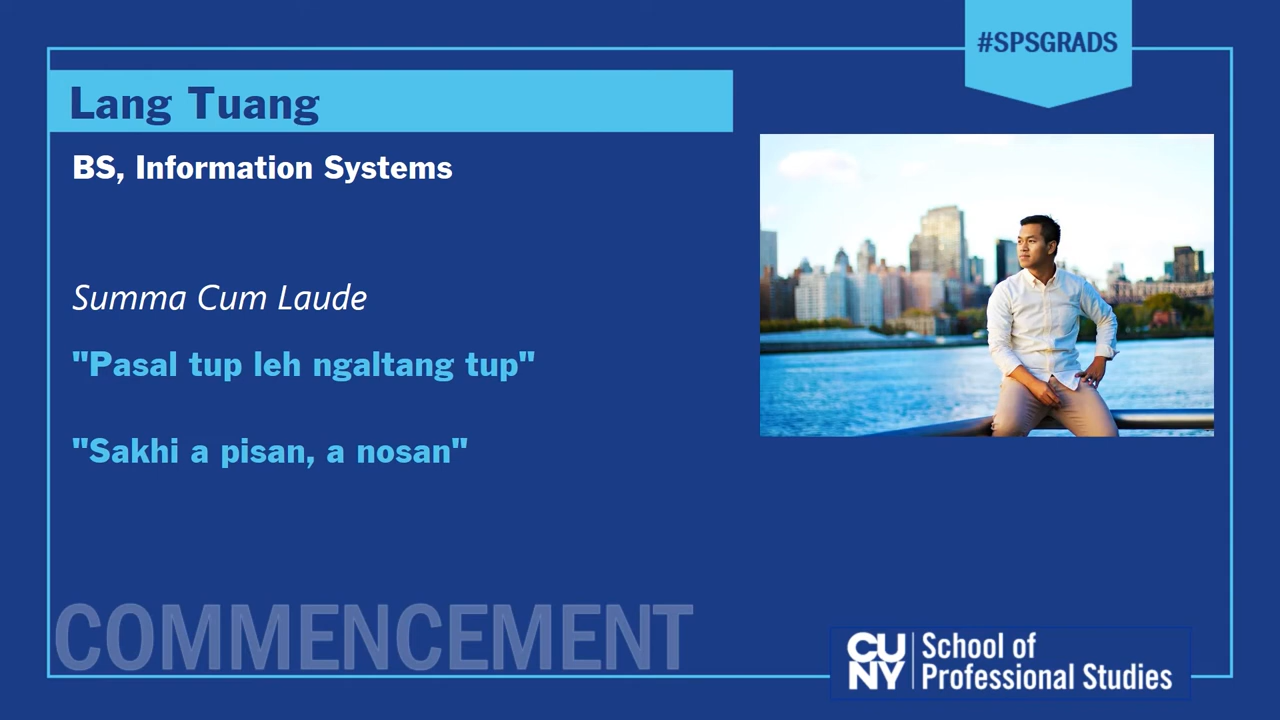 #SPSGRADS
Lang Tuang
BS, Information Systems
Summa Cum Laude
"Pasal tup leh ngaltang tup"
"Sakhi a pisan, a nosan"
COMMENCEMENT
CUNY School of Professional Studies